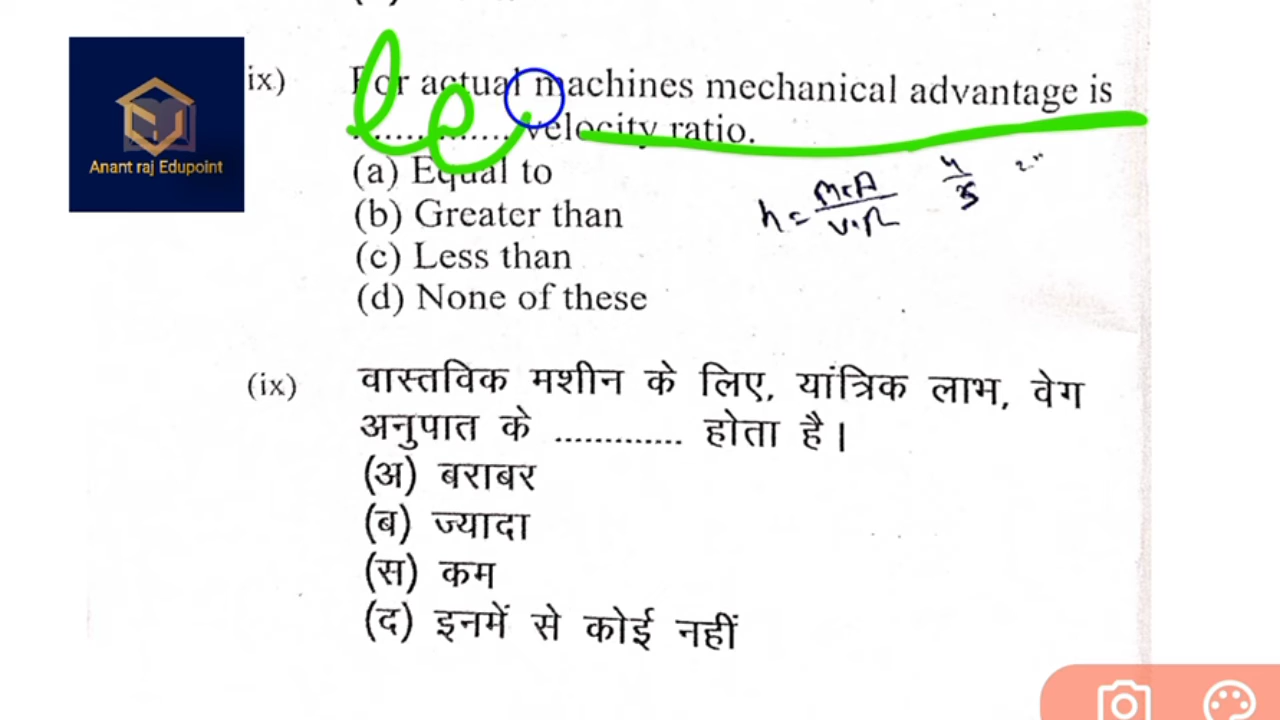 Anant raj Edupoint
ix) For actual machines mechanical advantage is
.............. velocity ratio.
(a) Equal to
(b) Greater than
(c) Less than
(d) None of these
le
η = M.A / V.R
(ix) वास्तविक मशीन के लिए, यांत्रिक लाभ, वेग
अनुपात के ............. होता है।
(अ) बराबर
(ब) ज्यादा
(स) कम
(द) इनमें से कोई नहीं